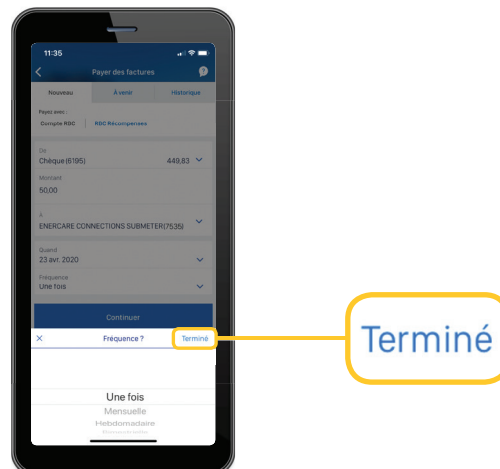 11:35
Payer des factures ?
Nouveau À venir Historique
Payez avec :
Compte RBC RBC Récompenses
De
Chèque (6195) 449,83
Montant
50,00
À
ENERCARE CONNECTIONS SUBMETER(7535)
Quand
23 avr. 2020
Fréquence
Une fois
Continuer
× Fréquence ? Terminé
Terminé
Une fois
Mensuelle
Hebdomadaire